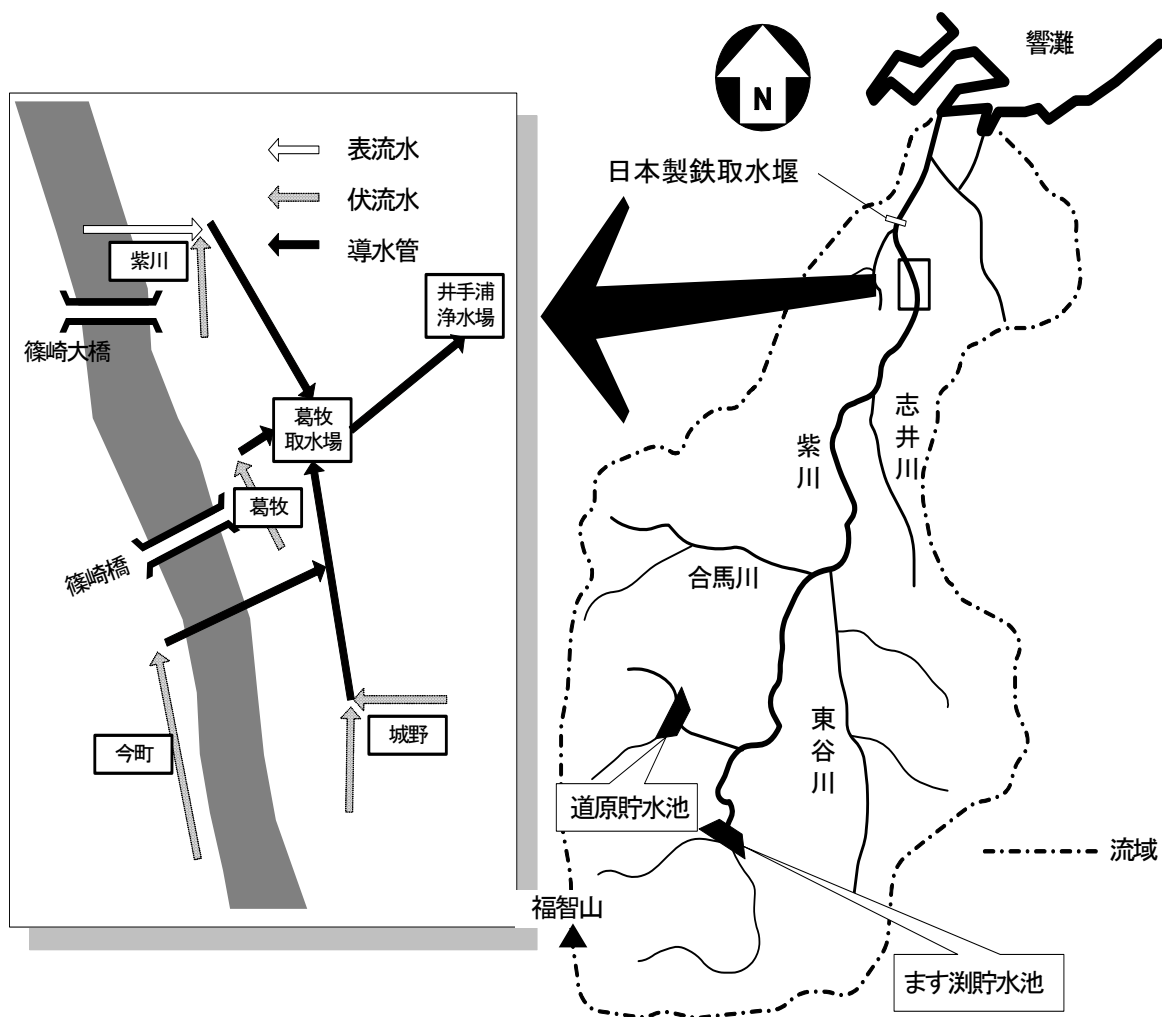 表流水
伏流水
導水管
紫川
井手浦
浄水場
篠崎大橋
葛牧
取水場
葛牧
篠崎橋
今町
城野
N
響灘
日本製鉄取水堰
志井川
紫川
合馬川
東谷川
道原貯水池
流域
福智山
ます渕貯水池